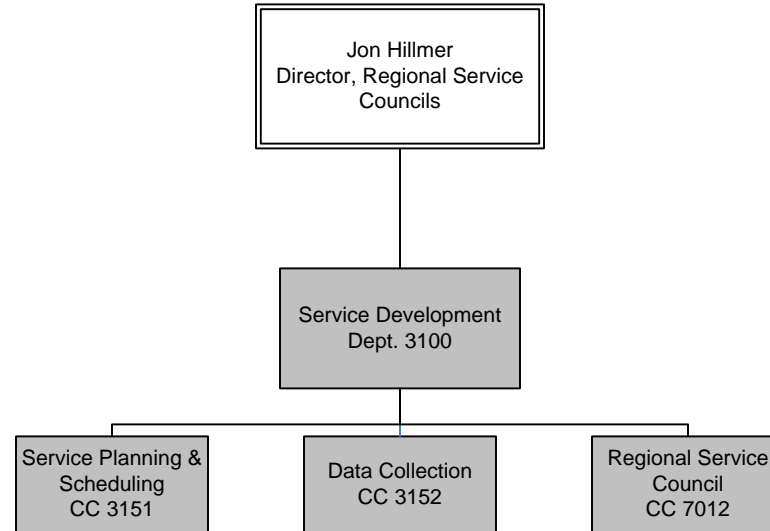 Jon Hillmer
Director, Regional Service
Councils
Service Development
Dept. 3100
Service Planning &
Scheduling
CC 3151
Data Collection
CC 3152
Regional Service
Council
CC 7012